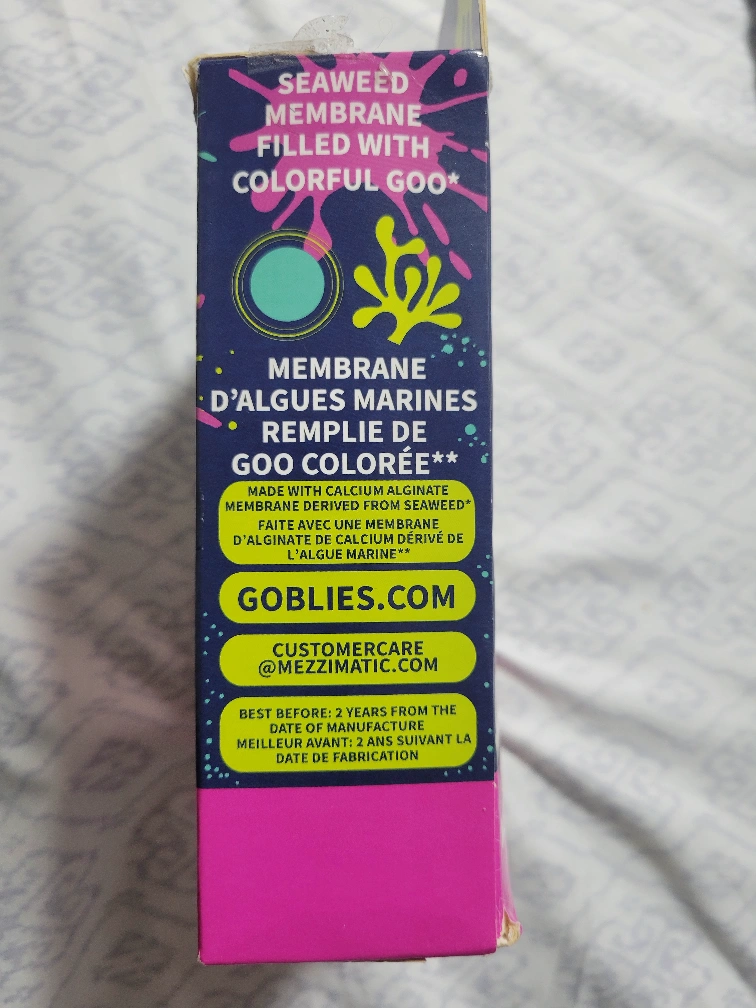 SEAWEED
MEMBRANE
FILLED WITH
COLORFUL GOO*
MEMBRANE
D'ALGUES MARINES
REMPLIE DE
GOO COLORÉE**
MADE WITH CALCIUM ALGINATE
MEMBRANE DERIVED FROM SEAWEED*
FAITE AVEC UNE MEMBRANE
D'ALGINATE DE CALCIUM DÉRIVÉ DE
L'ALGUE MARINE**
GOBLIES.COM
CUSTOMERCARE
@MEZZIMATIC.COM
BEST BEFORE: 2 YEARS FROM THE
DATE OF MANUFACTURE
MEILLEUR AVANT: 2 ANS SUIVANT LA
DATE DE FABRICATION